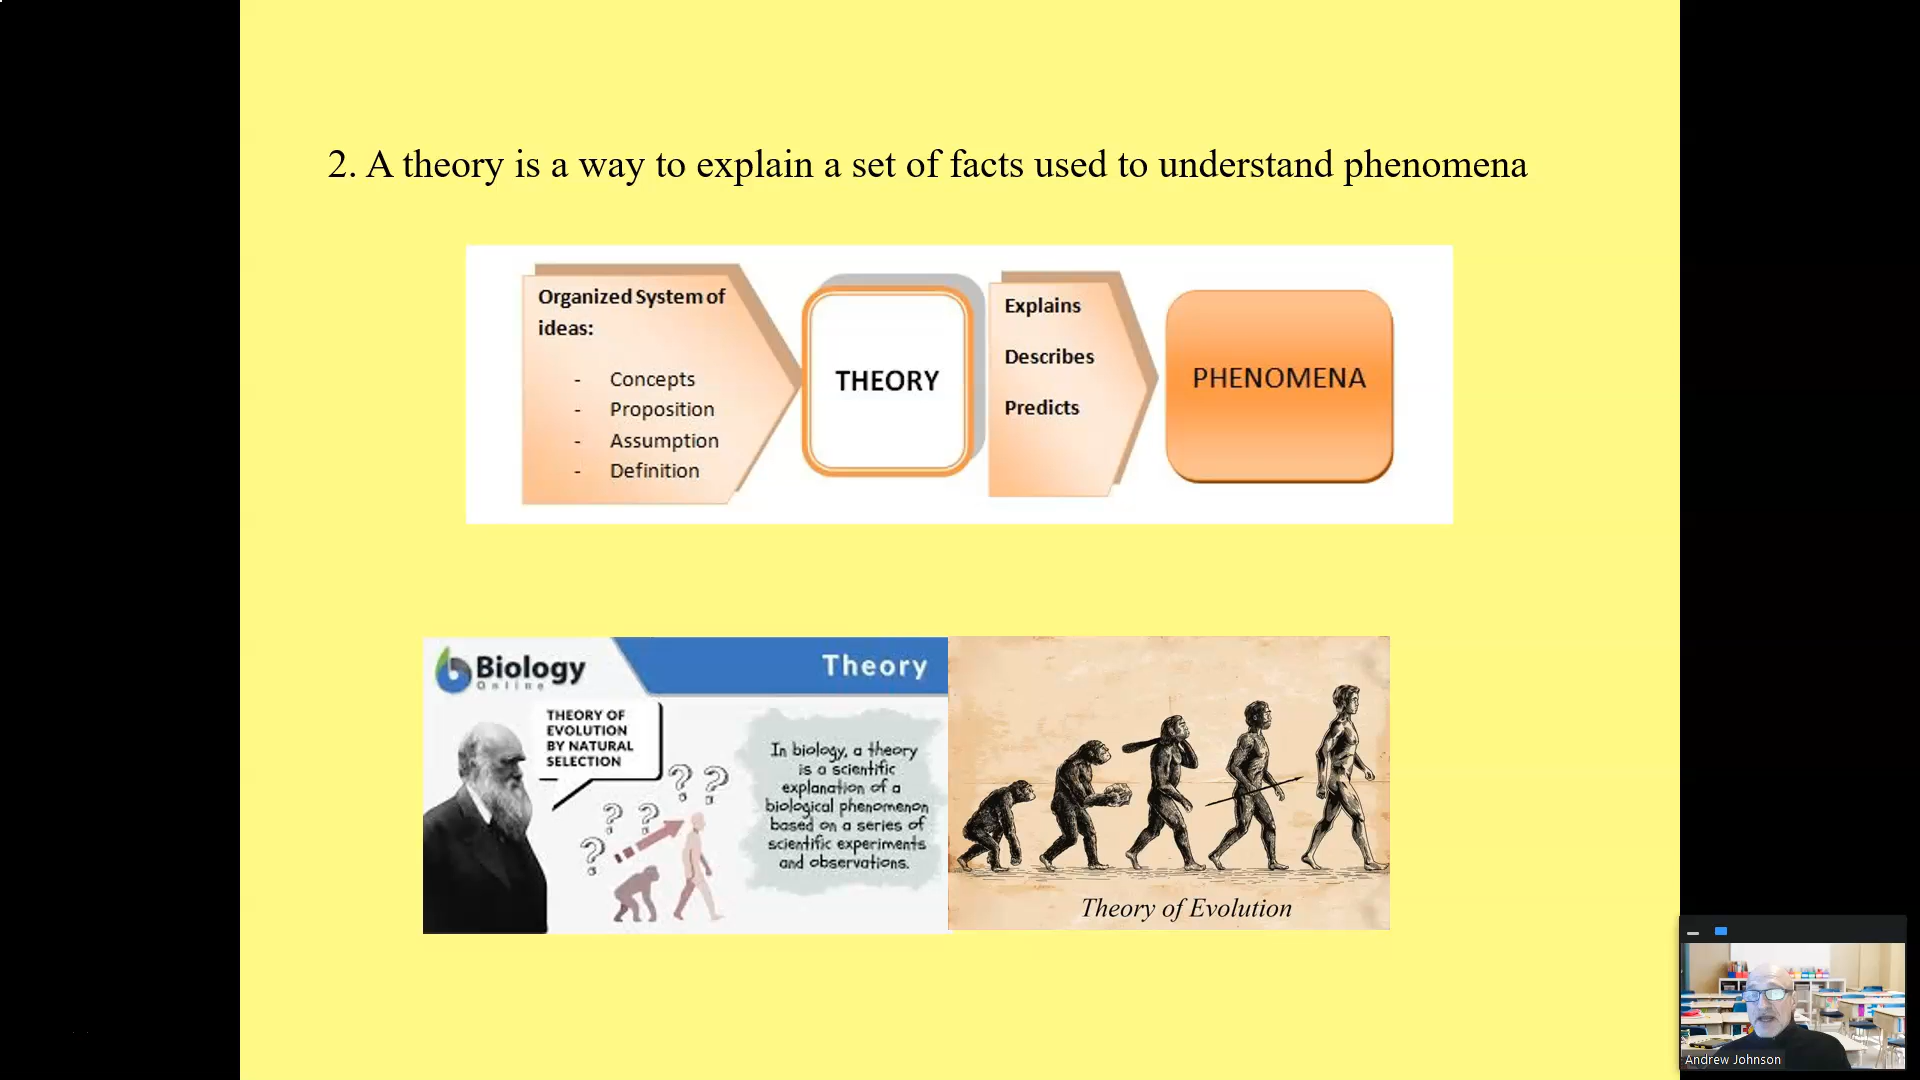 2. A theory is a way to explain a set of facts used to understand phenomena
Organized System of
ideas:
- Concepts
- Proposition
- Assumption
- Definition
THEORY
Explains
Describes
Predicts
PHENOMENA
Biology
Online
Theory
THEORY OF
EVOLUTION
BY NATURAL
SELECTION
? ? ? ? ?
In biology, a theory
is a scientific
explanation of a
biological phenomenon
based on a series of
scientific experiments
and observations.
Theory of Evolution
Andrew Johnson